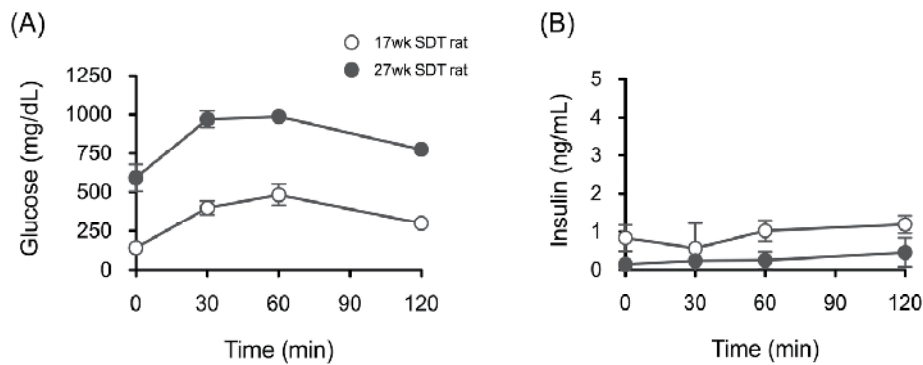 (A)
17wk SDT rat
27wk SDT rat
Glucose (mg/dL)
1250
1000
750
500
250
0
0 30 60 90 120
Time (min)
(B)
Insulin (ng/mL)
5
4
3
2
1
0
0 30 60 90 120
Time (min)